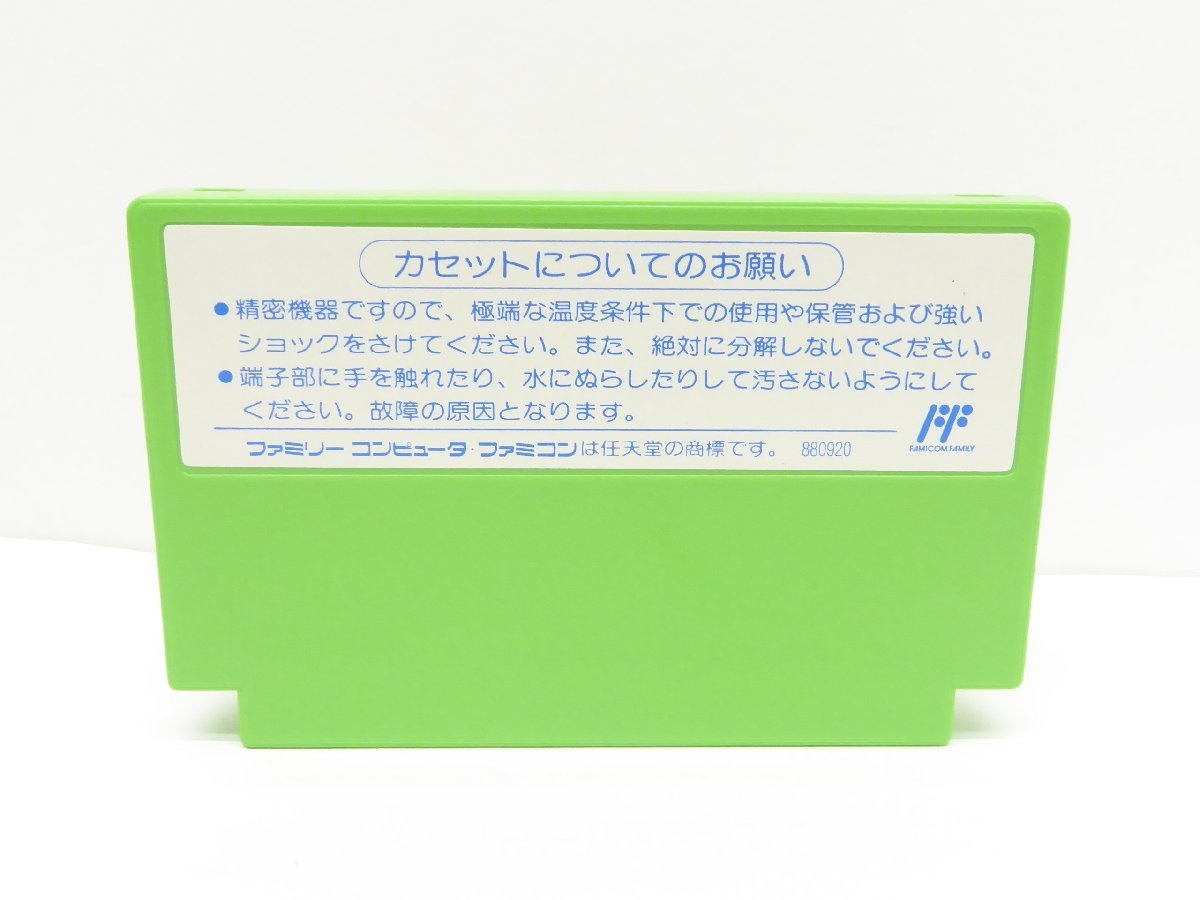 カセットについてのお願い
●精密機器ですので、極端な温度条件下での使用や保管および強い
ショックをさけてください。また、絶対に分解しないでください。
●端子部に手を触れたり、水にぬらしたりして汚さないようにして
ください。故障の原因となります。
ファミリー コンピュータ・ファミコンは任天堂の商標です。 880920
FAMICOM FAMILY